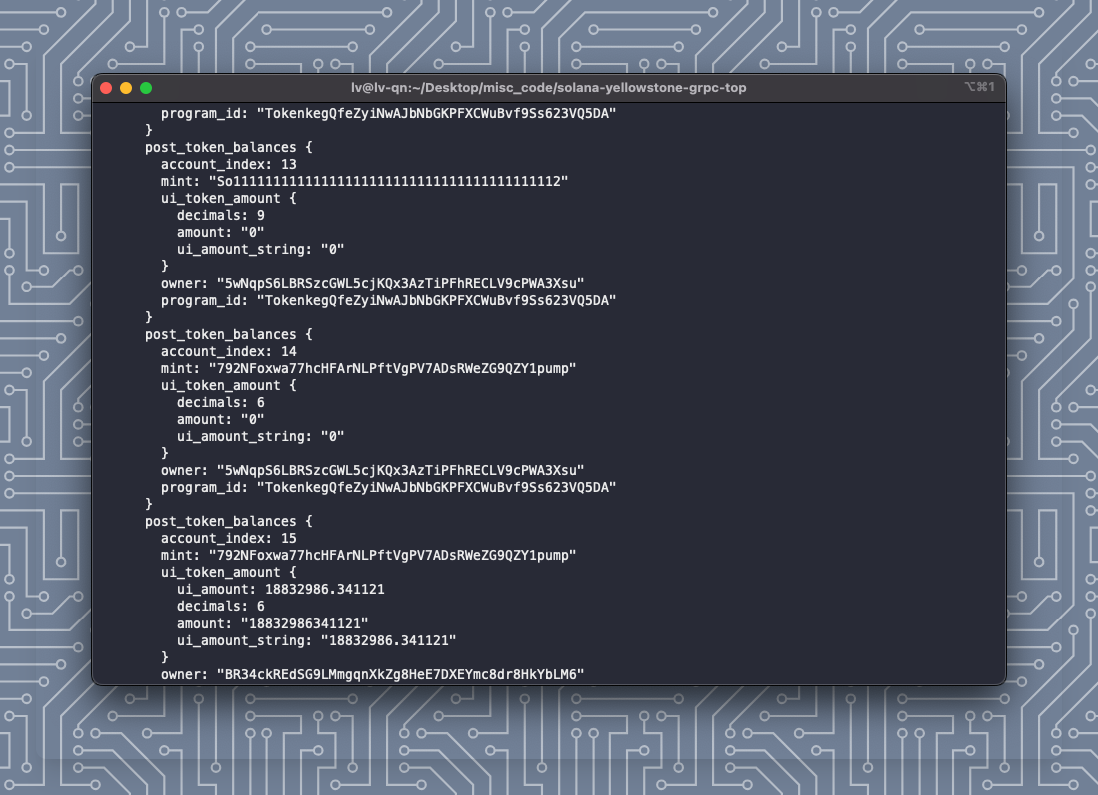 lv@lv-qn:~/Desktop/misc_code/solana-yellowstone-grpc-top
⌥⌘1
program_id: "TokenkegQfeZyiNwAJbNbGKPFXCWuBvf9Ss623VQ5DA"
}
post_token_balances {
account_index: 13
mint: "So11111111111111111111111111111111111111112"
ui_token_amount {
decimals: 9
amount: "0"
ui_amount_string: "0"
}
owner: "5wNqpS6LBRSzcGWL5cjKQx3AzTiPFhRECLV9cPWA3Xsu"
program_id: "TokenkegQfeZyiNwAJbNbGKPFXCWuBvf9Ss623VQ5DA"
}
post_token_balances {
account_index: 14
mint: "792NFoxwa77hcHFArNLPftVgPV7ADsRWeZG9QZY1pump"
ui_token_amount {
decimals: 6
amount: "0"
ui_amount_string: "0"
}
owner: "5wNqpS6LBRSzcGWL5cjKQx3AzTiPFhRECLV9cPWA3Xsu"
program_id: "TokenkegQfeZyiNwAJbNbGKPFXCWuBvf9Ss623VQ5DA"
}
post_token_balances {
account_index: 15
mint: "792NFoxwa77hcHFArNLPftVgPV7ADsRWeZG9QZY1pump"
ui_token_amount {
ui_amount: 18832986.341121
decimals: 6
amount: "18832986341121"
ui_amount_string: "18832986.341121"
}
owner: "BR34ckREdSG9LMmgqnXkZg8HeE7DXEYmc8dr8HkYbLM6"